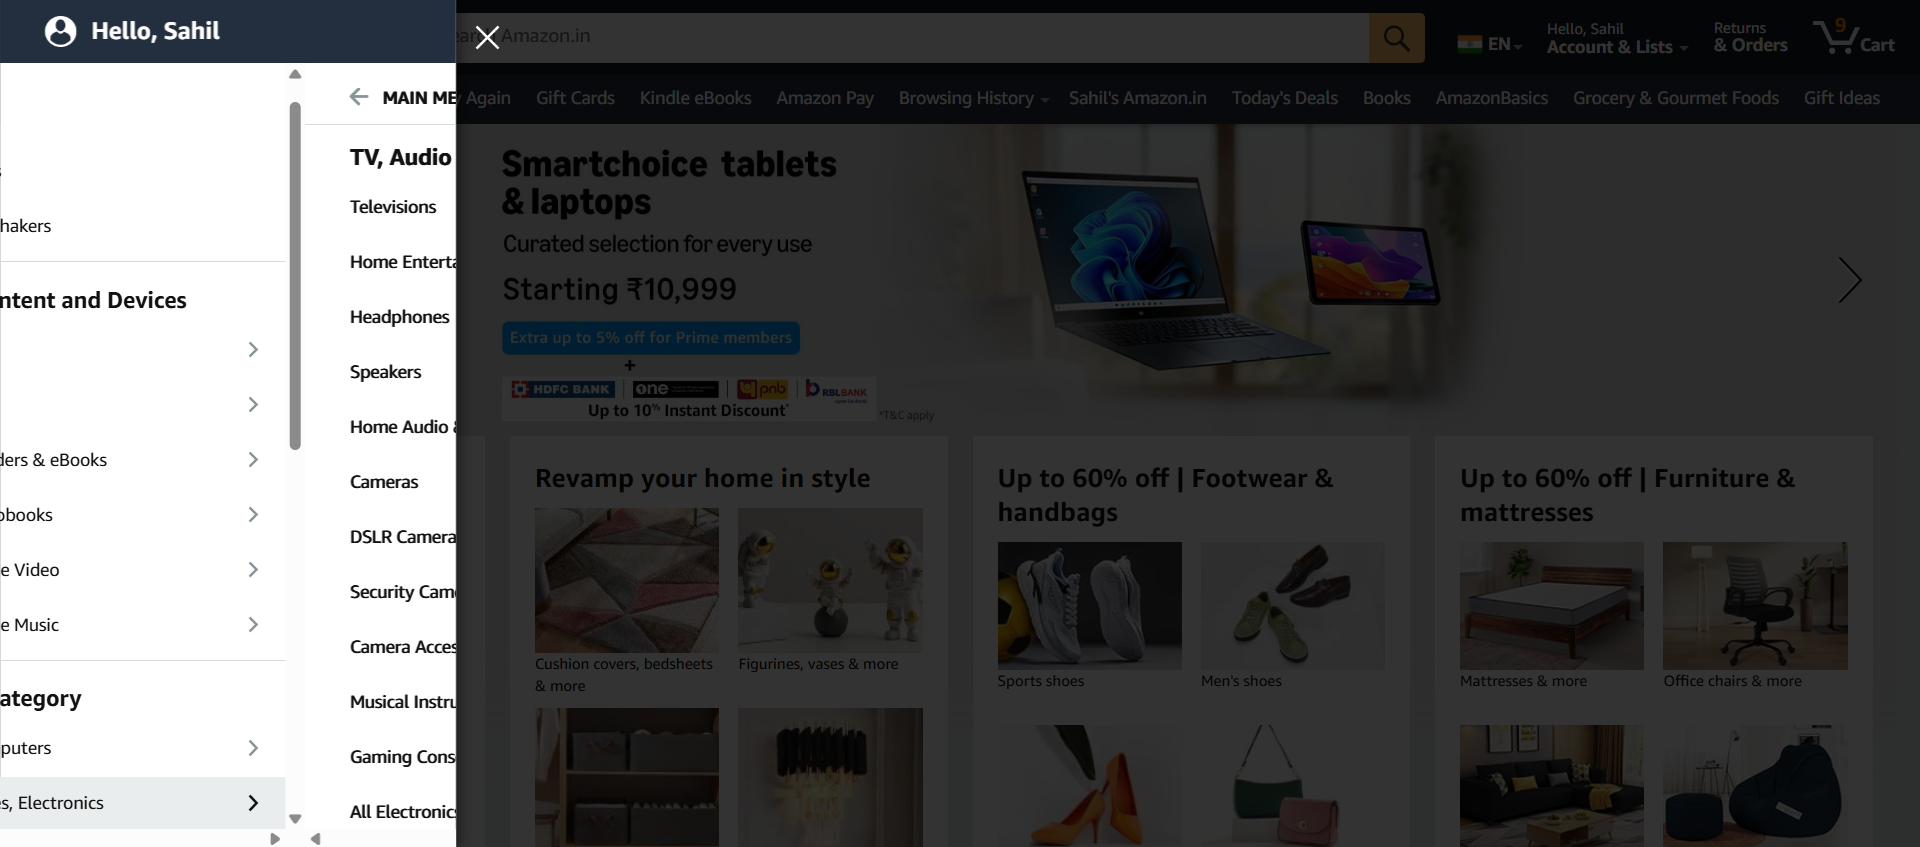 Hello, Sahil
hakers
ntent and Devices
ders & eBooks
obooks
e Video
e Music
ategory
puters
s, Electronics
MAIN ME
TV, Audio
Televisions
Home Enterta
Headphones
Speakers
Home Audio &
Cameras
DSLR Camera
Security Cam
Camera Acces
Musical Instru
Gaming Cons
All Electronics
Amazon.in
EN
Hello, Sahil
Account & Lists
Returns
& Orders
9
Cart
Again
Gift Cards
Kindle eBooks
Amazon Pay
Browsing History
Sahil's Amazon.in
Today's Deals
Books
AmazonBasics
Grocery & Gourmet Foods
Gift Ideas
Smartchoice tablets
& laptops
Curated selection for every use
Starting ₹10,999
Extra up to 5% off for Prime members
+
HDFC BANK
one
pnb
RBLBANK
Up to 10% Instant Discount*
*T&C apply
Revamp your home in style
Cushion covers, bedsheets
& more
Figurines, vases & more
Up to 60% off | Footwear &
handbags
Sports shoes
Men's shoes
Up to 60% off | Furniture &
mattresses
Mattresses & more
Office chairs & more